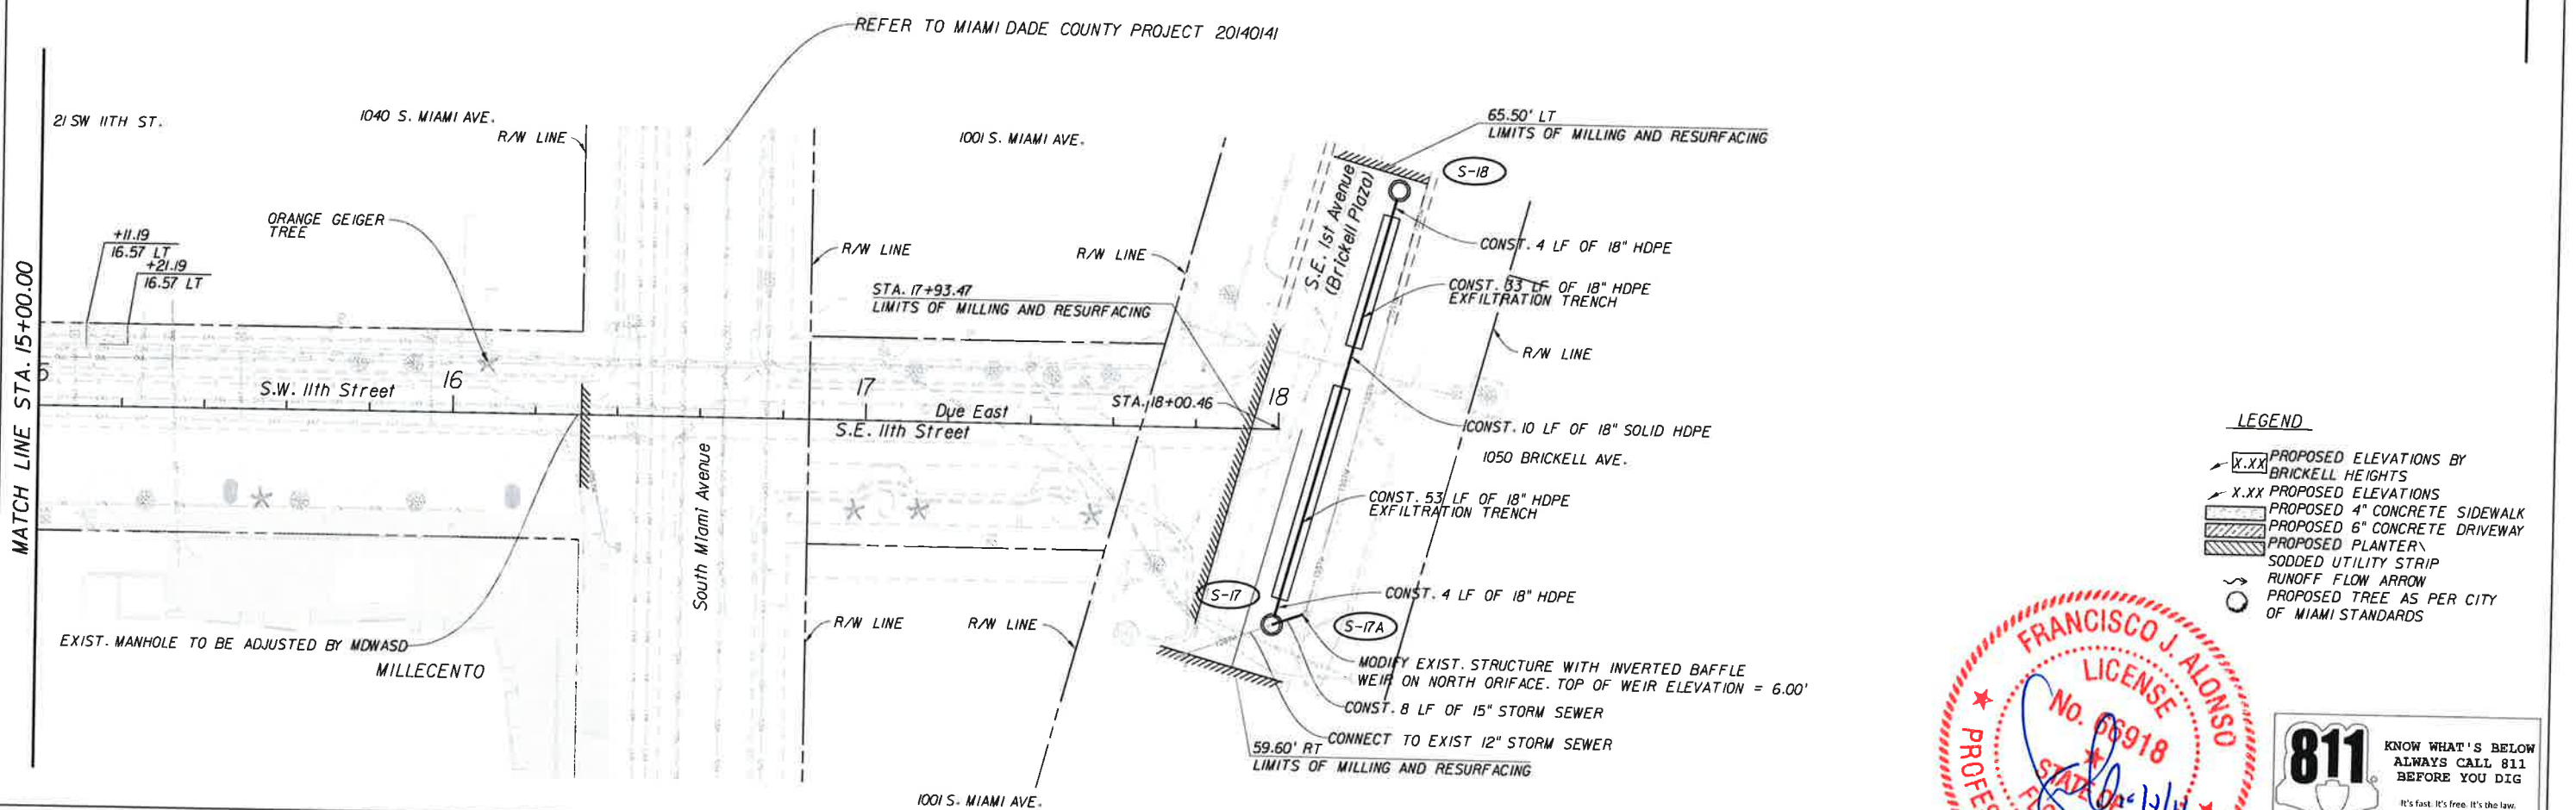 REFER TO MIAMI DADE COUNTY PROJECT 20140141
21 SW 11TH ST.
1040 S. MIAMI AVE.
R/W LINE
1001 S. MIAMI AVE.
65.50' LT
LIMITS OF MILLING AND RESURFACING
S-18
S.E. 1st Avenue
(Brickell Plaza)
+11.19
16.57 LT
+21.19
16.57 LT
ORANGE GEIGER
TREE
R/W LINE
R/W LINE
CONST. 4 LF OF 18" HDPE
STA. 17+93.47
LIMITS OF MILLING AND RESURFACING
CONST. 33 LF OF 18" HDPE
EXFILTRATION TRENCH
R/W LINE
MATCH LINE STA. 15+00.00
5
S.W. 11th Street
16
17
Due East
S.E. 11th Street
STA. 18+00.46
18
CONST. 10 LF OF 18" SOLID HDPE
1050 BRICKELL AVE.
South Miami Avenue
CONST. 53 LF OF 18" HDPE
EXFILTRATION TRENCH
S-17
CONST. 4 LF OF 18" HDPE
R/W LINE
R/W LINE
S-17A
EXIST. MANHOLE TO BE ADJUSTED BY MDWASD
MILLECENTO
MODIFY EXIST. STRUCTURE WITH INVERTED BAFFLE
WEIR ON NORTH ORIFACE. TOP OF WEIR ELEVATION = 6.00'
CONST. 8 LF OF 15" STORM SEWER
CONNECT TO EXIST 12" STORM SEWER
59.60' RT
LIMITS OF MILLING AND RESURFACING
1001 S. MIAMI AVE.
LEGEND
X.XX PROPOSED ELEVATIONS BY
BRICKELL HEIGHTS
X.XX PROPOSED ELEVATIONS
PROPOSED 4" CONCRETE SIDEWALK
PROPOSED 6" CONCRETE DRIVEWAY
PROPOSED PLANTER\
SODDED UTILITY STRIP
RUNOFF FLOW ARROW
PROPOSED TREE AS PER CITY
OF MIAMI STANDARDS
FRANCISCO J. ALONSO
LICENSE
No. 66918
STATE OF
811
KNOW WHAT'S BELOW
ALWAYS CALL 811
BEFORE YOU DIG
It's fast. It's free. It's the law.